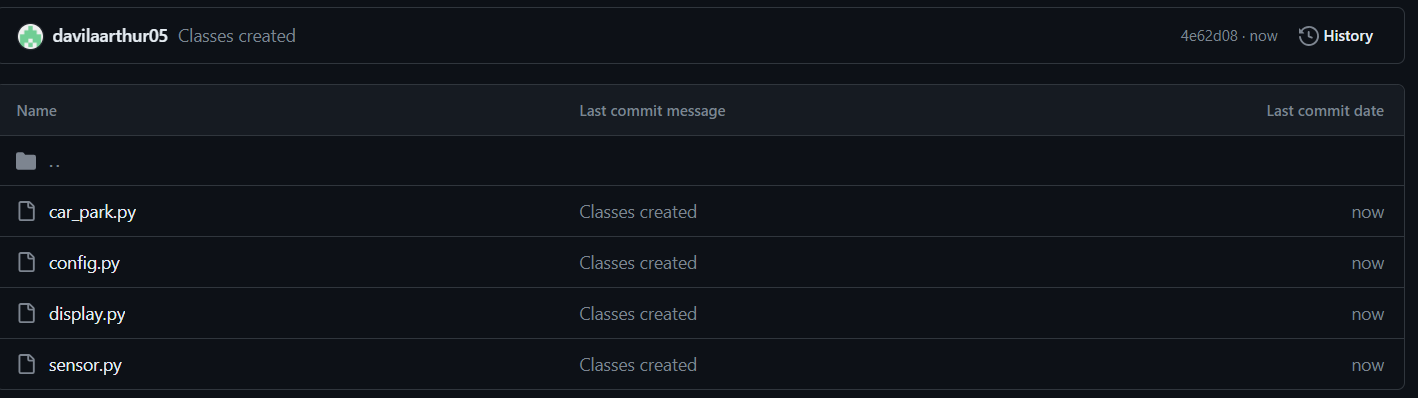 davilaarthur05 Classes created 4e62d08 · now History
Name Last commit message Last commit date
..
car_park.py Classes created now
config.py Classes created now
display.py Classes created now
sensor.py Classes created now